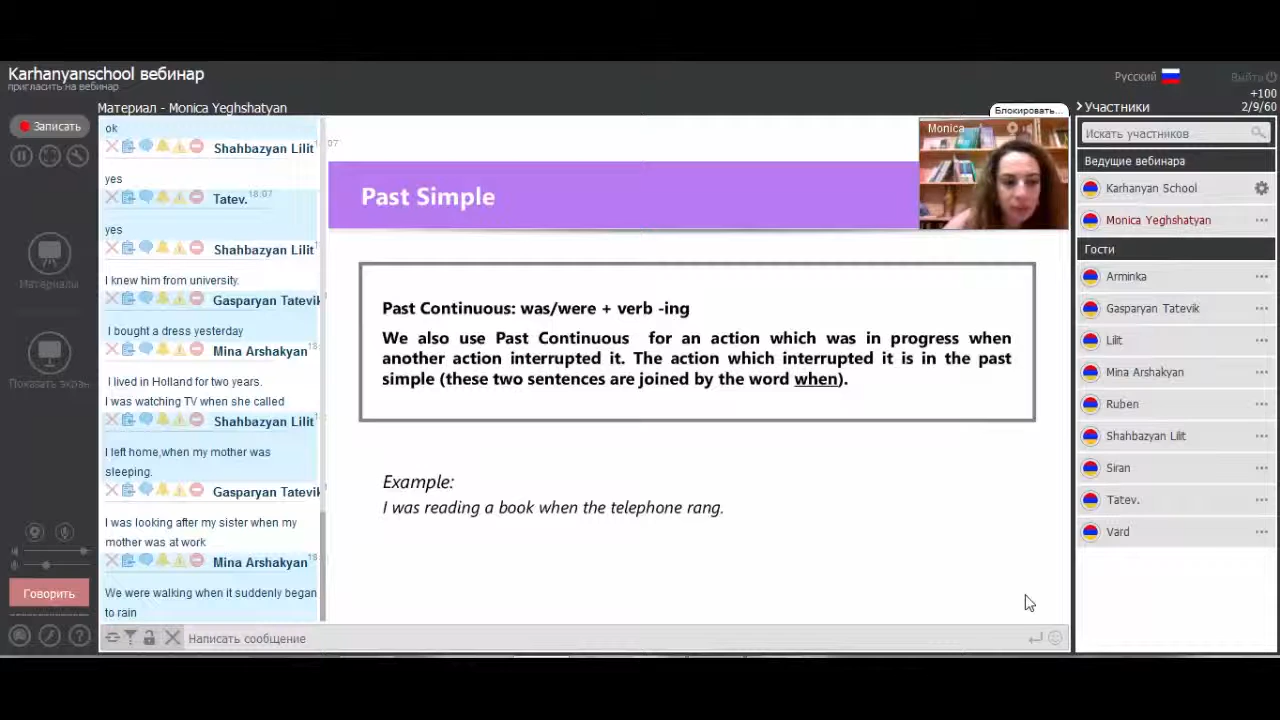 Karhanyanschool вебинар
пригласить на вебинар
Русский
Выйти
+100
Материал - Monica Yeghshatyan
Блокировать...
Участники
2/9/60
Записать
Материалы
Показать экран
Говорить
ok
Shahbazyan Lilit
yes
Tatev. 18:07
yes
Shahbazyan Lilit
I knew him from university.
Gasparyan Tatevik
I bought a dress yesterday
Mina Arshakyan
I lived in Holland for two years.
I was watching TV when she called
Shahbazyan Lilit
I left home,when my mother was
sleeping.
Gasparyan Tatevik
I was looking after my sister when my
mother was at work
Mina Arshakyan
We were walking when it suddenly began
to rain
Написать сообщение
Past Simple
Monica
Past Continuous: was/were + verb -ing
We also use Past Continuous for an action which was in progress when
another action interrupted it. The action which interrupted it is in the past
simple (these two sentences are joined by the word when).
Example:
I was reading a book when the telephone rang.
Искать участников
Ведущие вебинара
Karhanyan School
Monica Yeghshatyan
Гости
Arminka
Gasparyan Tatevik
Lilit
Mina Arshakyan
Ruben
Shahbazyan Lilit
Siran
Tatev.
Vard